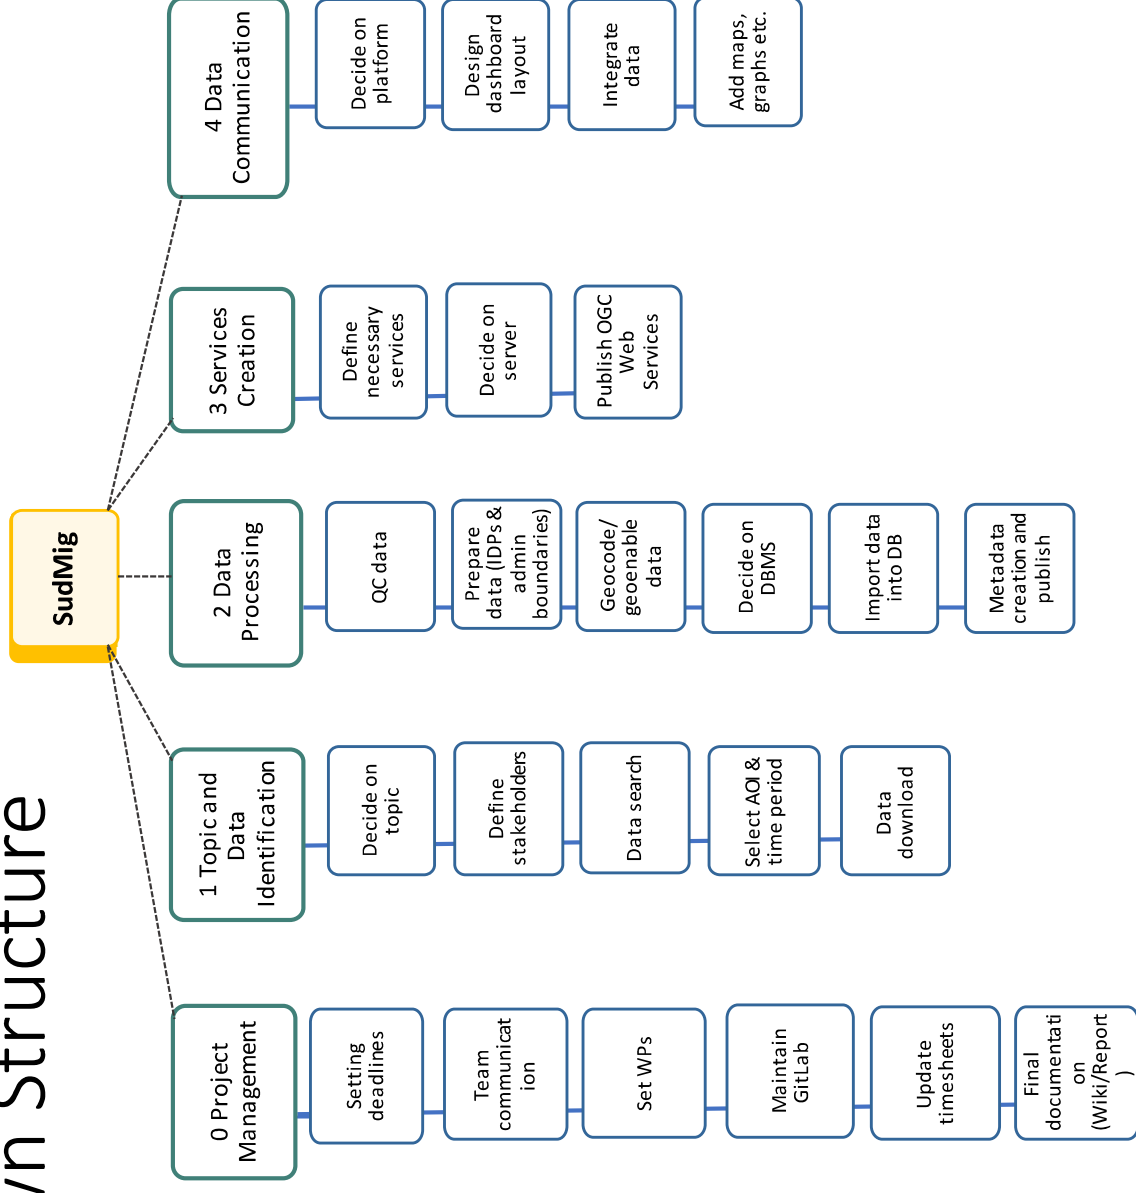 vn Structure
SudMig
0 Project
Management
Setting
deadlines
Team
communicat
ion
Set WPs
Maintain
GitLab
Update
timesheets
Final
documentati
on
(Wiki/Report
)
1 Topic and
Data
Identification
Decide on
topic
Define
stakeholders
Data search
Select AOI &
time period
Data
download
2 Data
Processing
QC data
Prepare
data (IDPs &
admin
boundaries)
Geocode/
geoenable
data
Decide on
DBMS
Import data
into DB
Metadata
creation and
publish
3 Services
Creation
Define
necessary
services
Decide on
server
Publish OGC
Web
Services
4 Data
Communication
Decide on
platform
Design
dashboard
layout
Integrate
data
Add maps,
graphs etc.